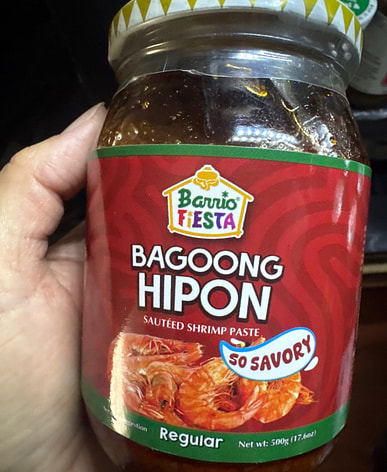 Barrio
FIESTA
BAGOONG
HIPON
SAUTÉED SHRIMP PASTE
SO SAVORY
Regular
Net wt: 500g (17.6oz)